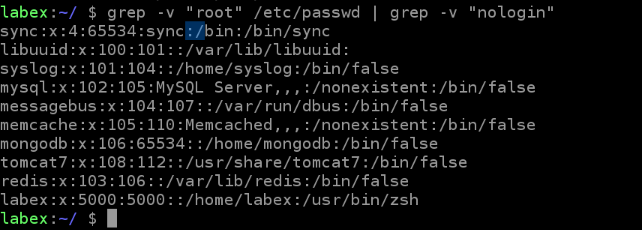 labex:~/ $ grep -v "root" /etc/passwd | grep -v "nologin"
sync:x:4:65534:sync:/bin:/bin/sync
libuuid:x:100:101::/var/lib/libuuid:
syslog:x:101:104::/home/syslog:/bin/false
mysql:x:102:105:MySQL Server,,,:/nonexistent:/bin/false
messagebus:x:104:107::/var/run/dbus:/bin/false
memcache:x:105:110:Memcached,,,:/nonexistent:/bin/false
mongodb:x:106:65534::/home/mongodb:/bin/false
tomcat7:x:108:112::/usr/share/tomcat7:/bin/false
redis:x:103:106::/var/lib/redis:/bin/false
labex:x:5000:5000::/home/labex:/usr/bin/zsh
labex:~/ $